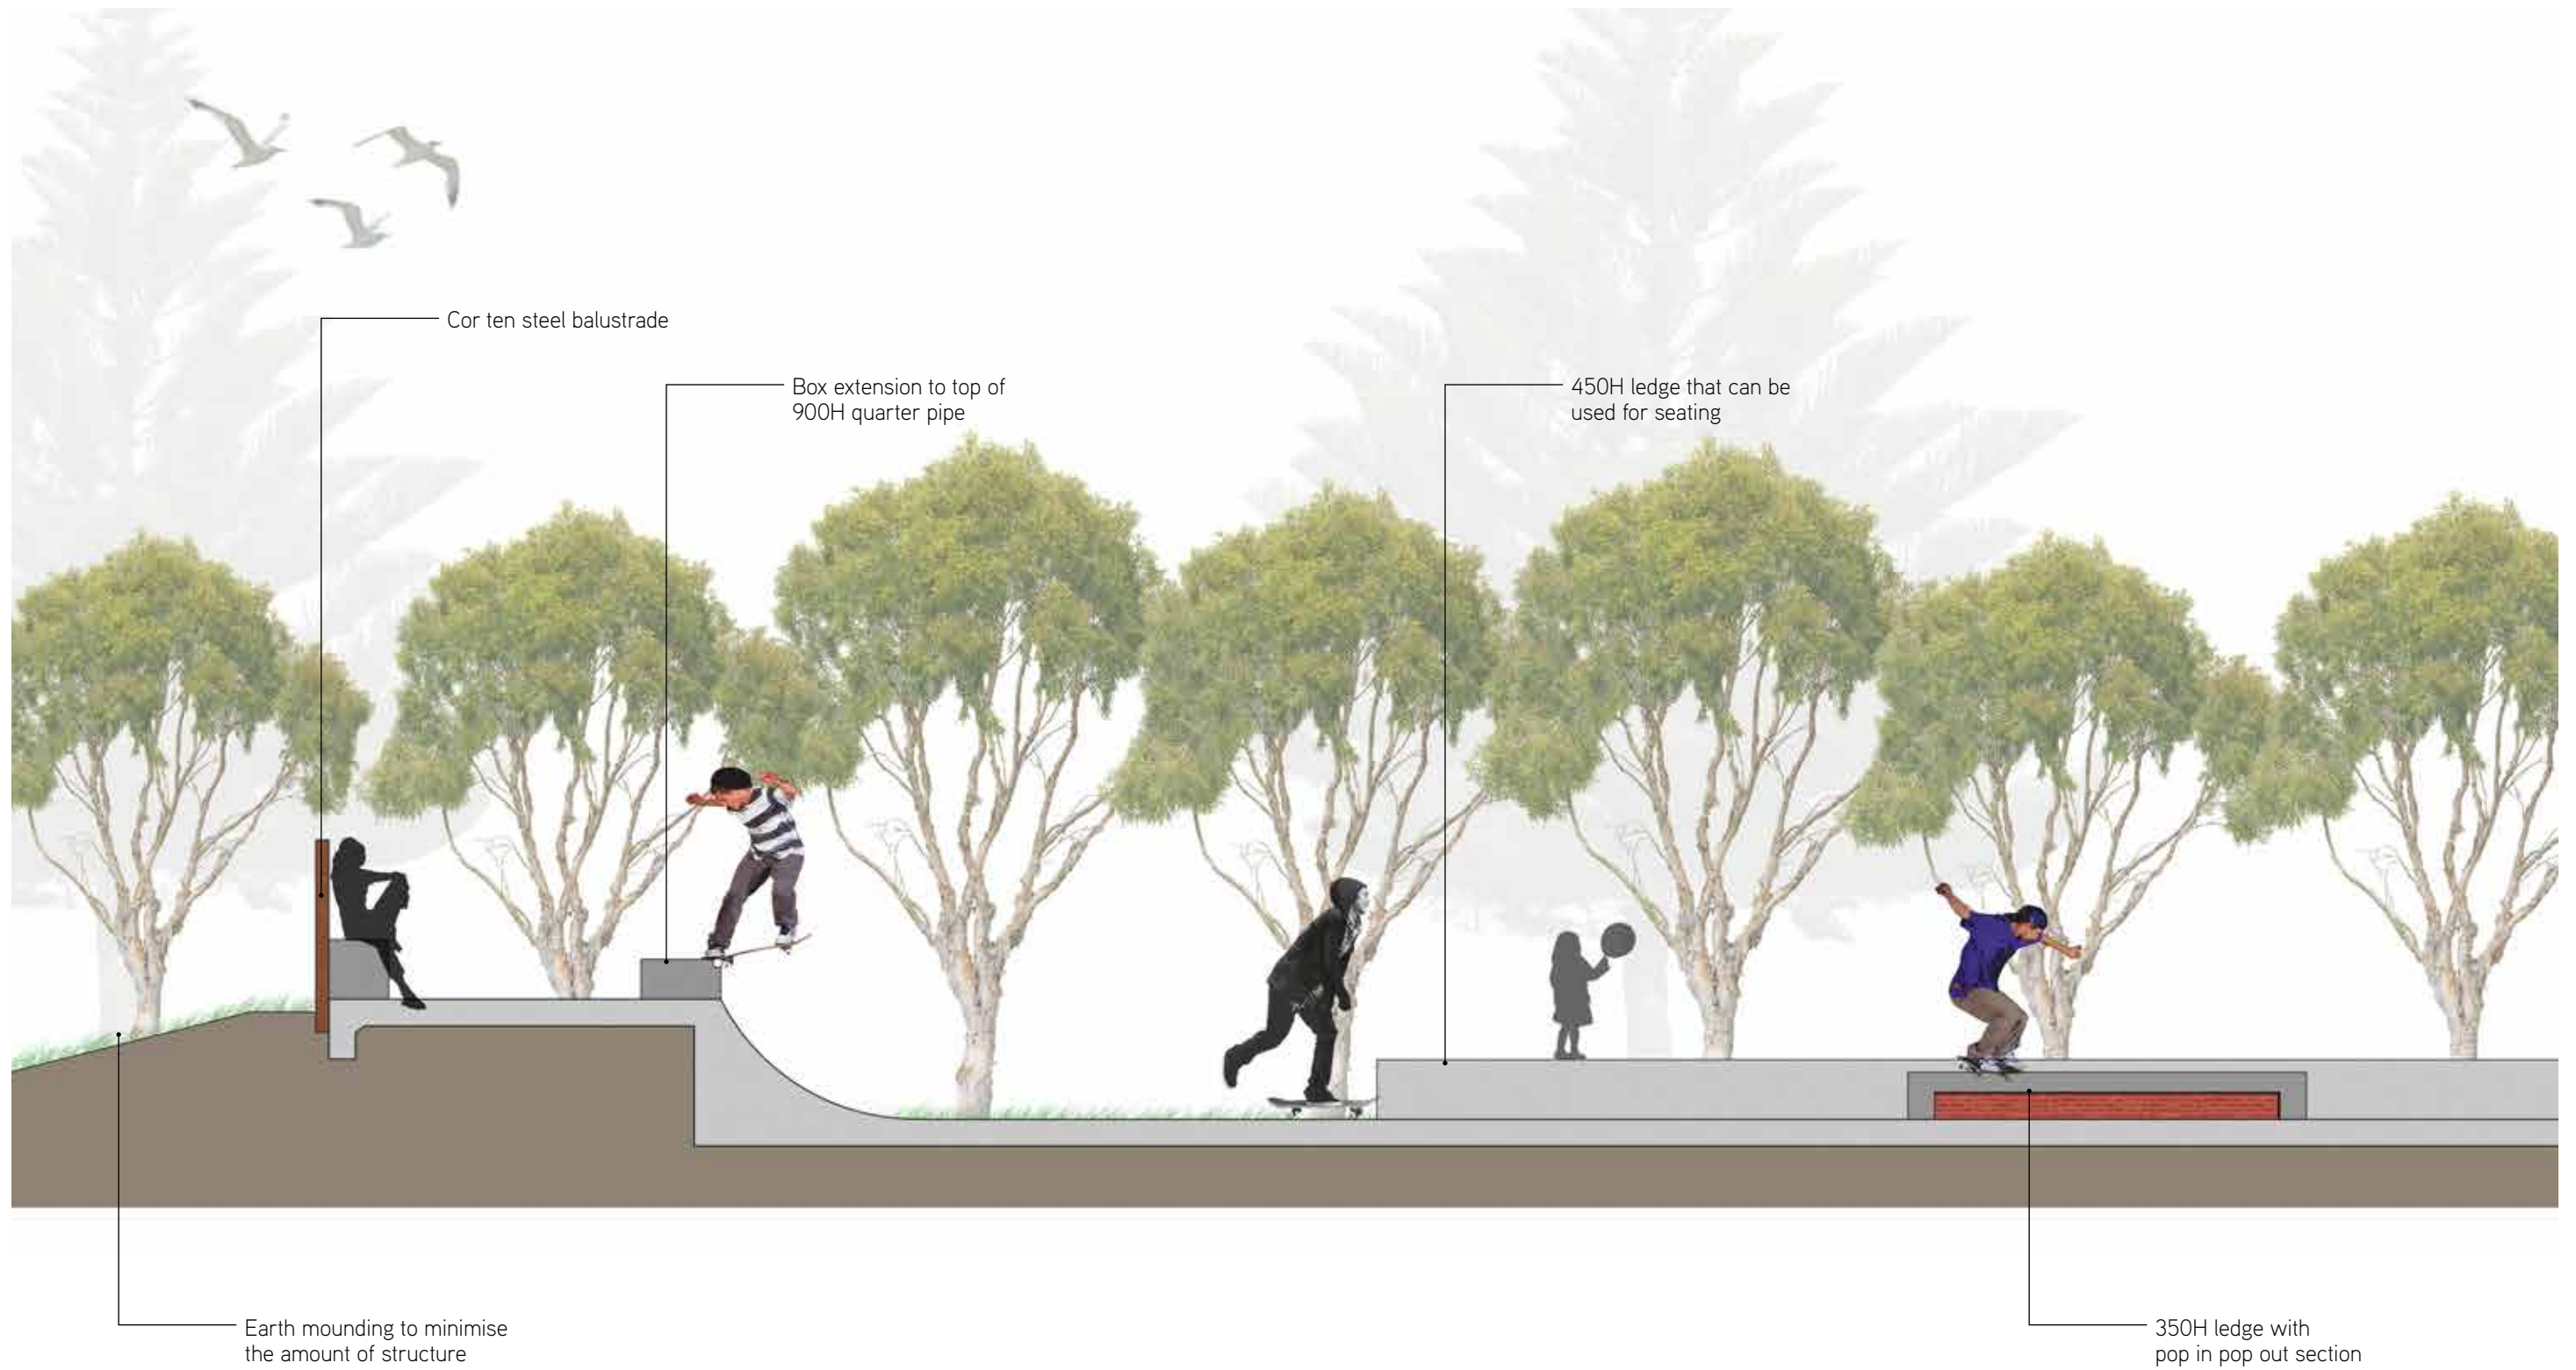 Cor ten steel balustrade
Box extension to top of
900H quarter pipe
450H ledge that can be
used for seating
Earth mounding to minimise
the amount of structure
350H ledge with
pop in pop out section